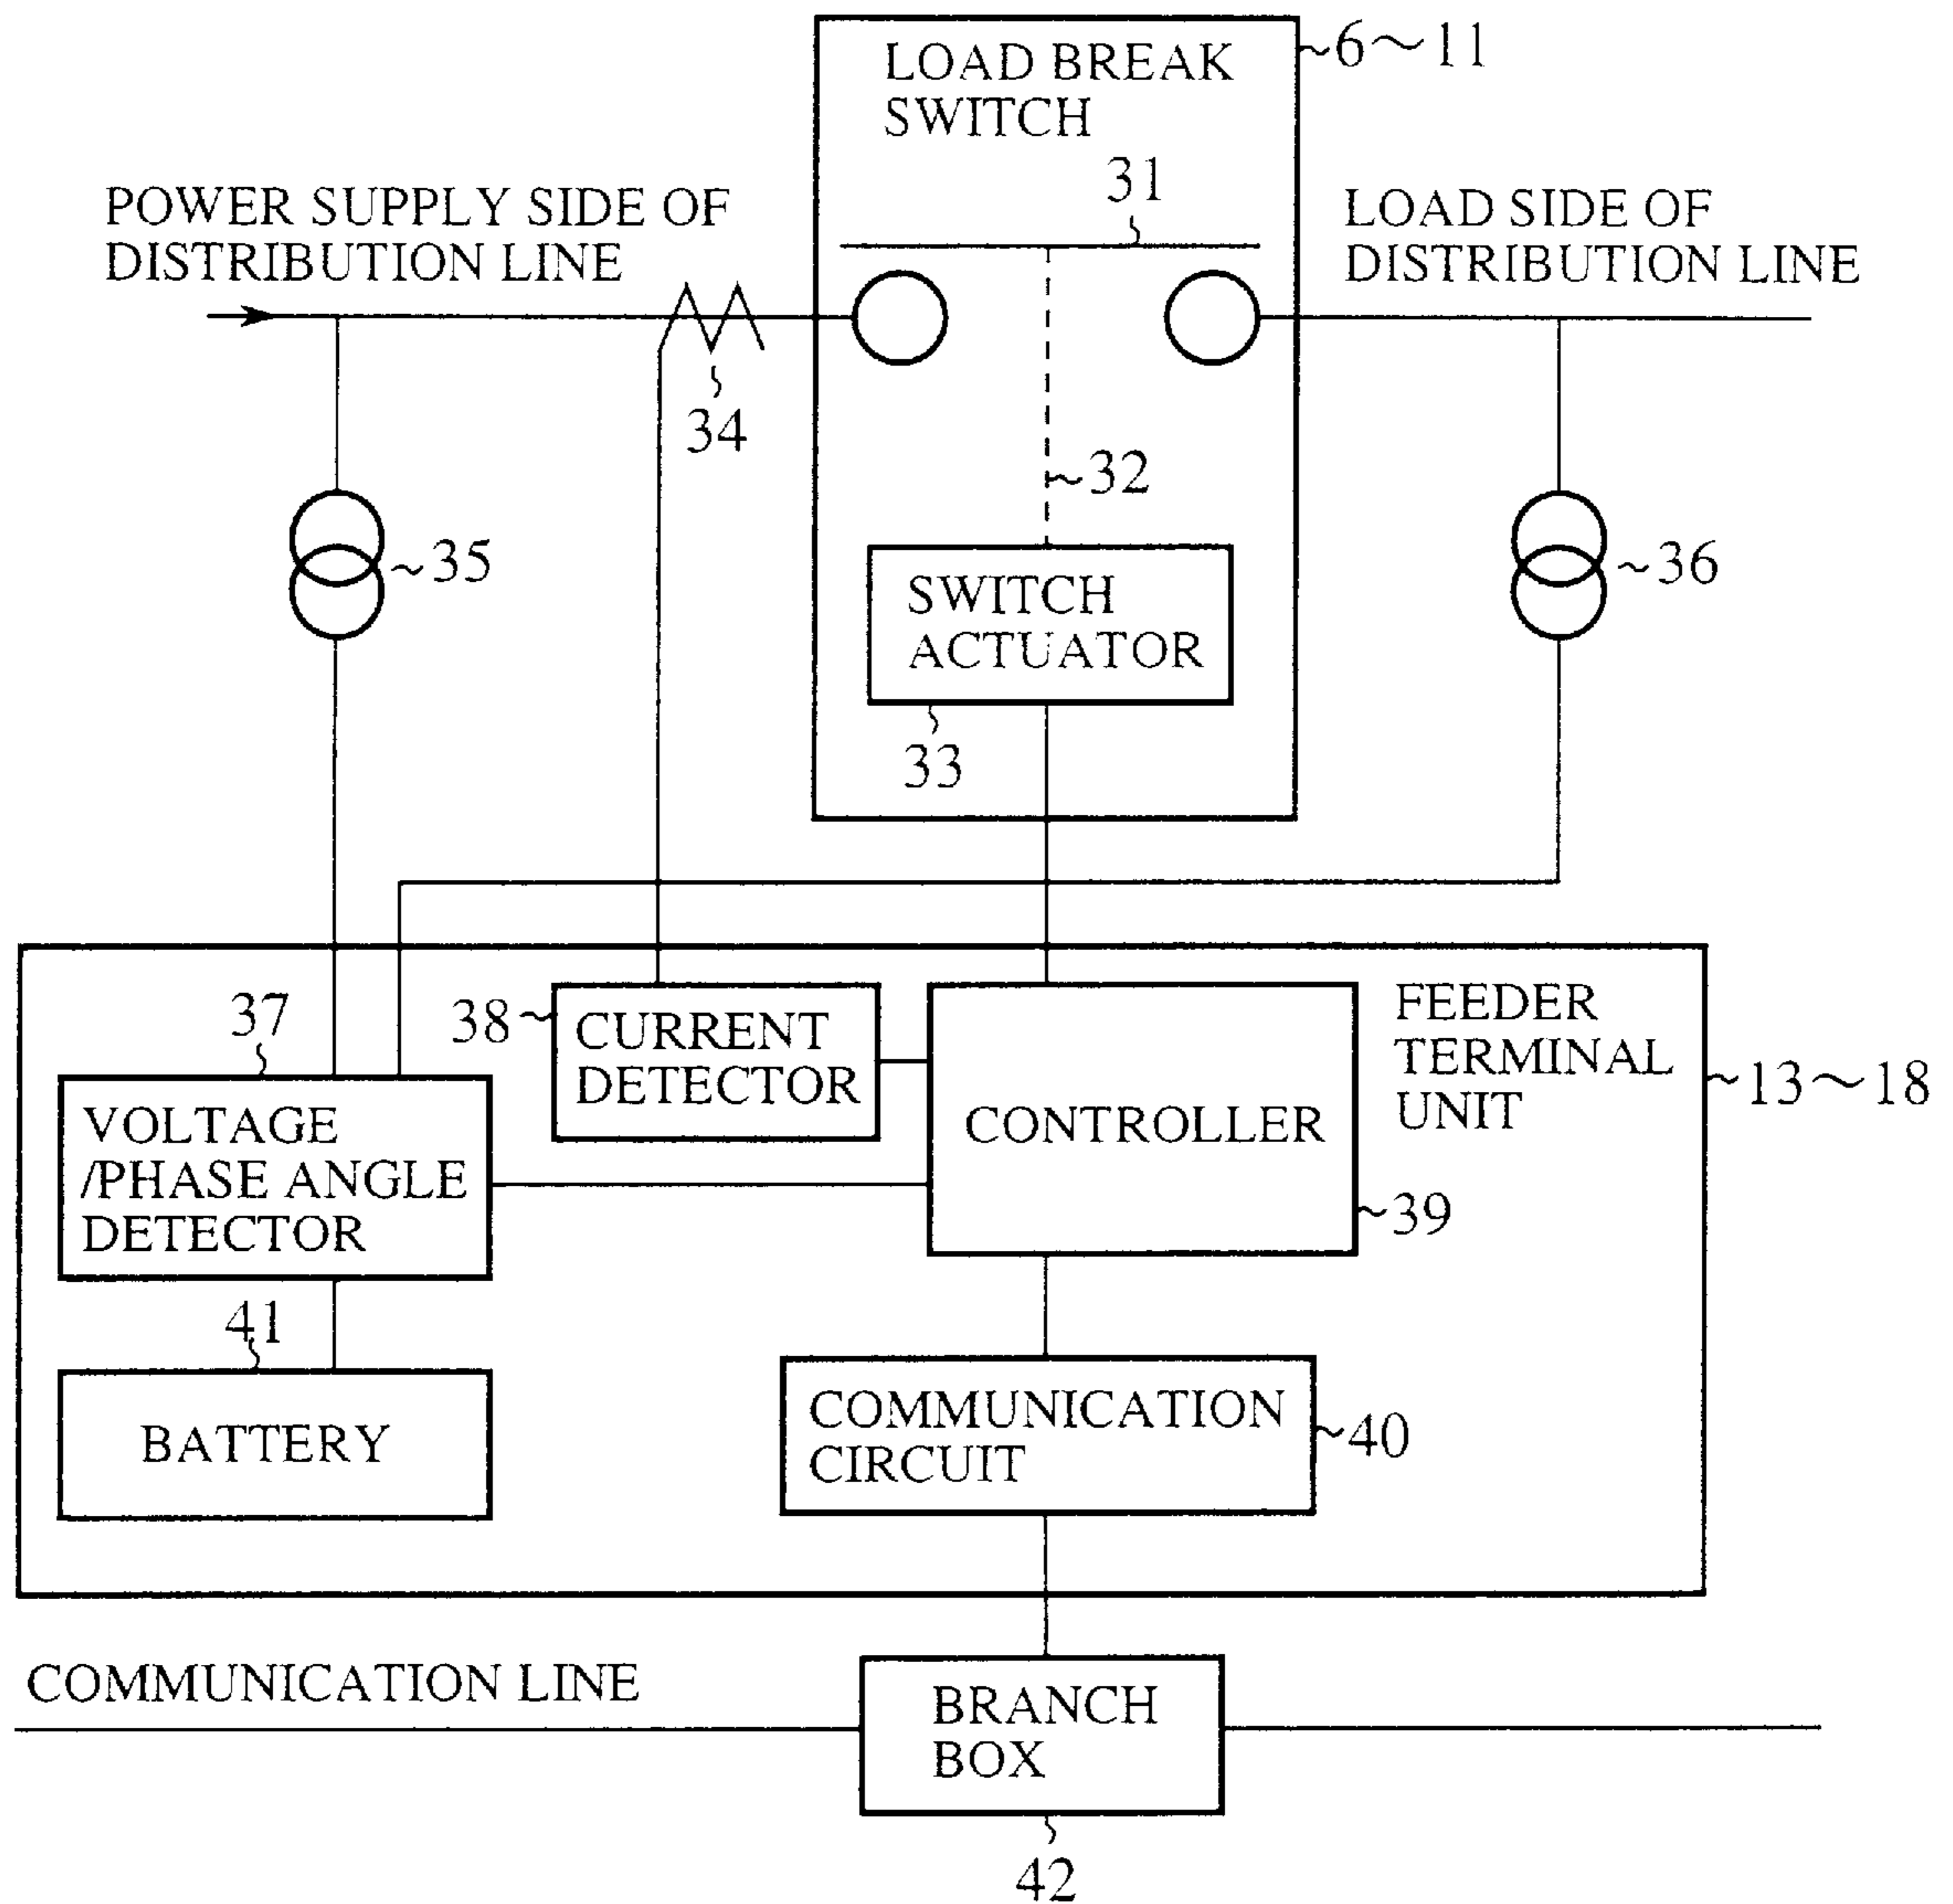 LOAD BREAK
SWITCH
6～11
31
POWER SUPPLY SIDE OF
DISTRIBUTION LINE
LOAD SIDE OF
DISTRIBUTION LINE
34
32
35
36
SWITCH
ACTUATOR
33
37
38
CURRENT
DETECTOR
FEEDER
TERMINAL
UNIT
13～18
VOLTAGE
/PHASE ANGLE
DETECTOR
CONTROLLER
39
41
BATTERY
COMMUNICATION
CIRCUIT
40
COMMUNICATION LINE
BRANCH
BOX
42